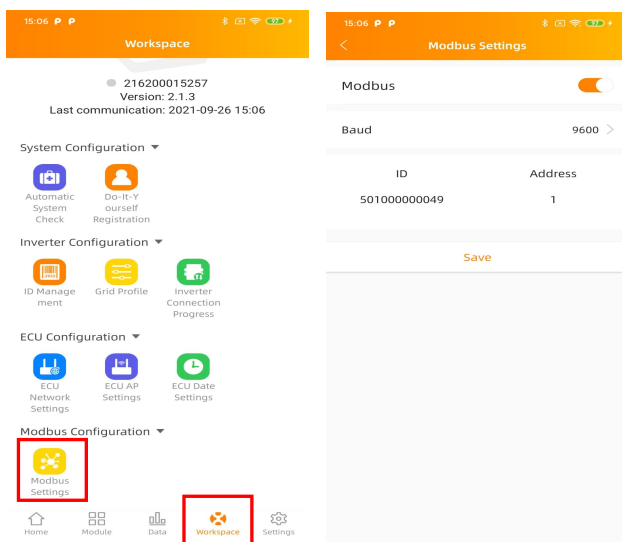 15:06 P P
97
Workspace
216200015257
Version: 2.1.3
Last communication: 2021-09-26 15:06
System Configuration
Automatic
System
Check
Do-It-Y
ourself
Registration
Inverter Configuration
ID Manage
ment
Grid Profile
Inverter
Connection
Progress
ECU Configuration
ECU
Network
Settings
ECU AP
Settings
ECU Date
Settings
Modbus Configuration
Modbus
Settings
Home
Module
Data
Workspace
Settings
15:06 P P
97
Modbus Settings
Modbus
Baud 9600
ID Address
501000000049 1
Save